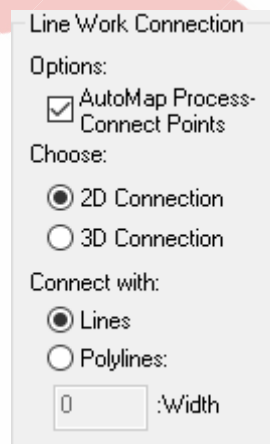 Line Work Connection
Options:
AutoMap Process-
Connect Points
Choose:
2D Connection
3D Connection
Connect with:
Lines
Polylines:
0 :Width